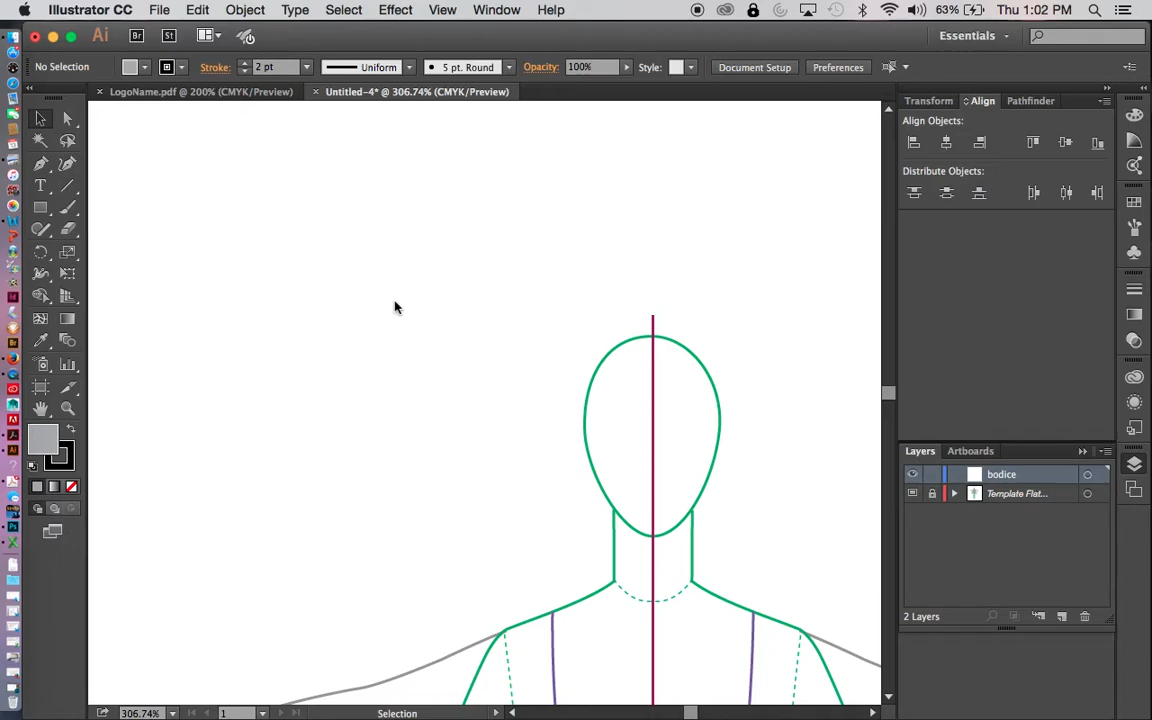 Illustrator CC File Edit Object Type Select Effect View Window Help 63% Thu 1:02 PM
Ai Br St Essentials
No Selection Stroke: 2 pt Uniform 5 pt. Round Opacity: 100% Style: Document Setup Preferences
× LogoName.pdf @ 200% (CMYK/Preview) × Untitled-4* @ 306.74% (CMYK/Preview)
Transform Align Pathfinder
Align Objects:
Distribute Objects:
T
Layers Artboards
bodice
Template Flat...
2 Layers
306.74% 1 Selection